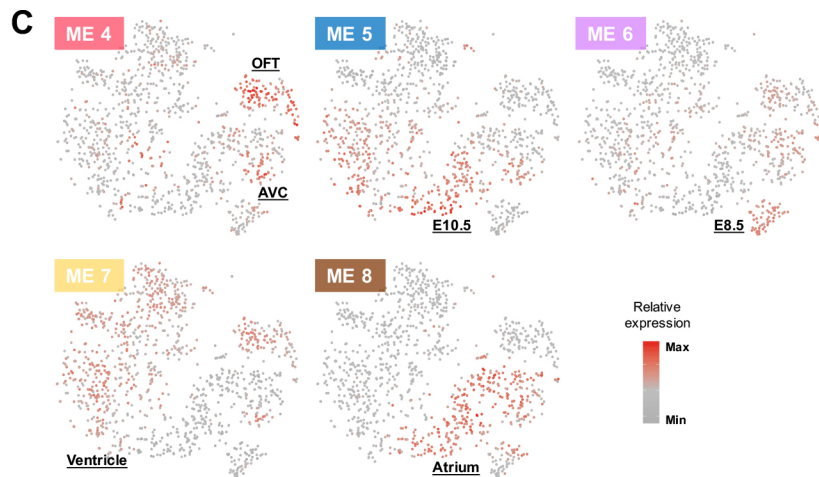 C
ME 4
ME 5
ME 6
OFT
AVC
E10.5
E8.5
ME 7
ME 8
Ventricle
Atrium
Relative
expression
Max
Min